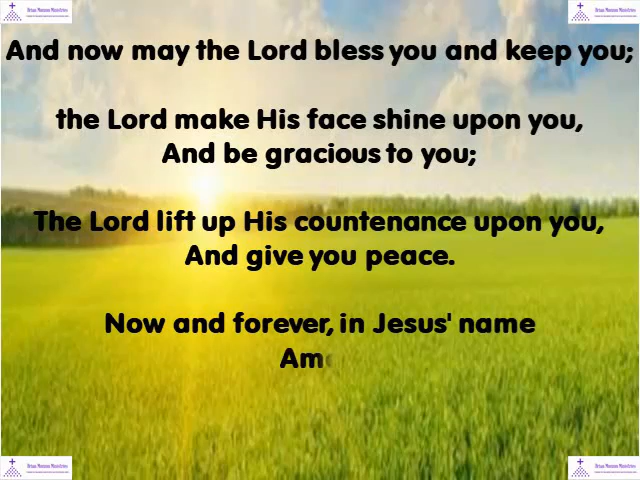 And now may the Lord bless you and keep you;
the Lord make His face shine upon you,
And be gracious to you;
The Lord lift up His countenance upon you,
And give you peace.
Now and forever, in Jesus' name
Ame